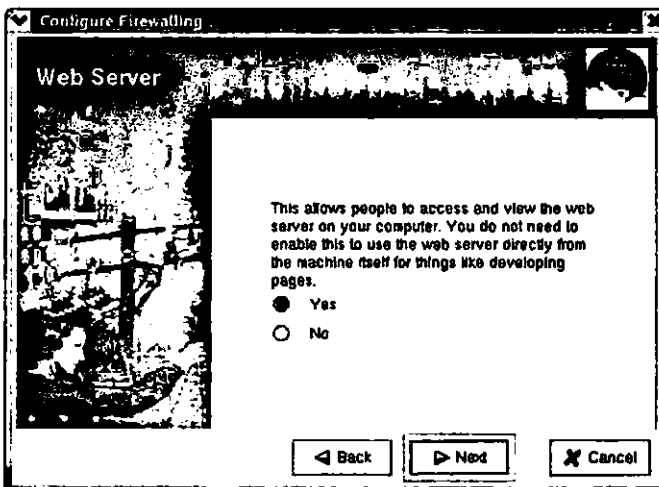 Configure Firewalling
Web Server
This allows people to access and view the web
server on your computer. You do not need to
enable this to use the web server directly from
the machine itself for things like developing
pages.
Yes
No
Back
Next
Cancel